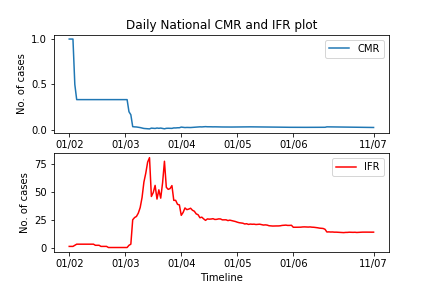 Daily National CMR and IFR plot
No. of cases
1.0
0.5
0.0
CMR
01/02 01/03 01/04 01/05 01/06 11/07
No. of cases
75
50
25
0
IFR
01/02 01/03 01/04 01/05 01/06 11/07
Timeline